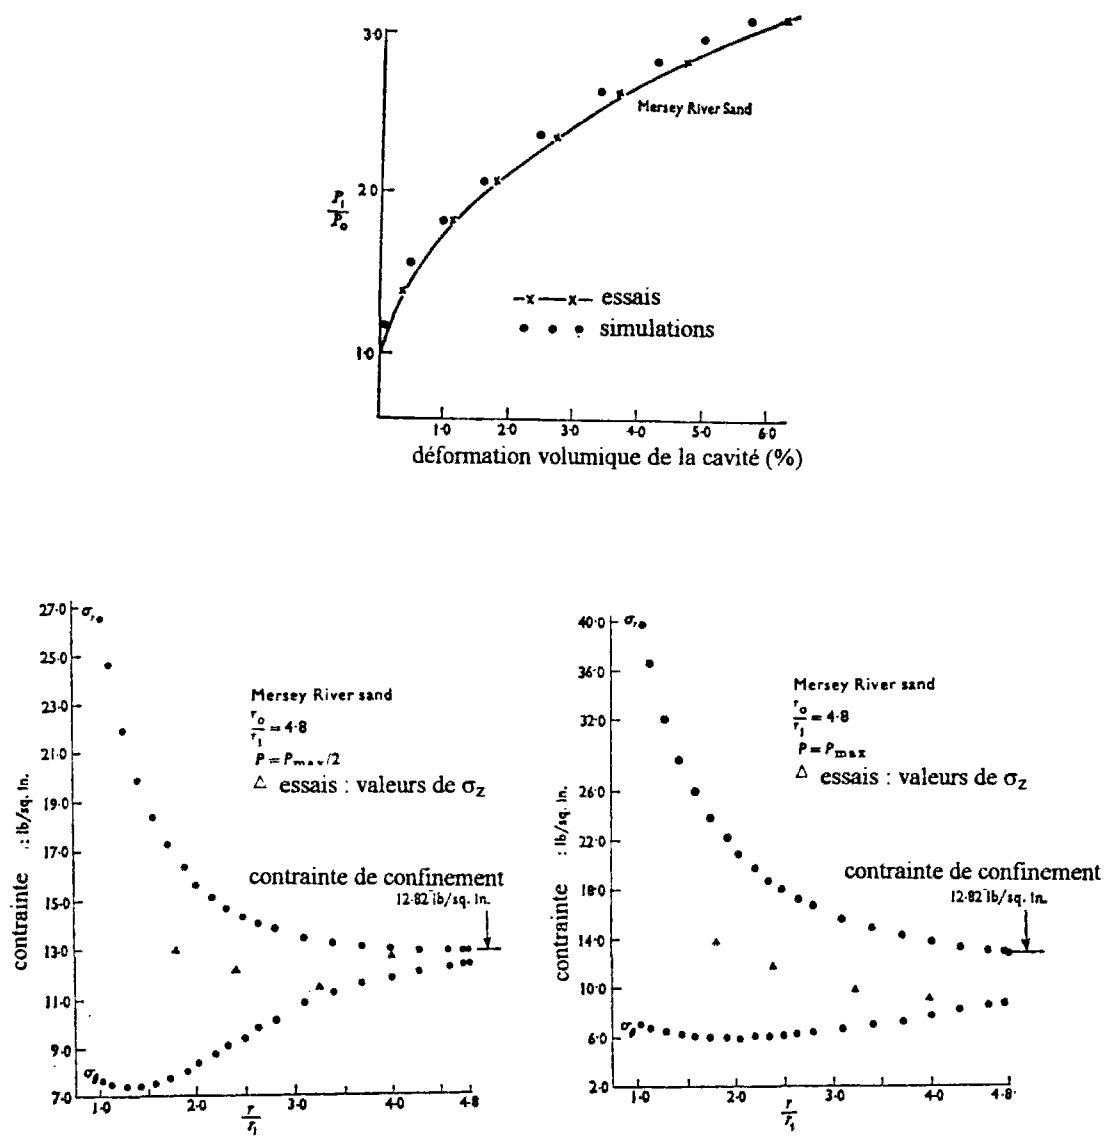 3·0
2·0
1·0
P₁
P₀
Mersey River Sand
–x—x– essais
• • • simulations
1·0 2·0 3·0 4·0 5·0 6·0
déformation volumique de la cavité (%)
27·0
25·0
23·0
21·0
19·0
17·0
15·0
13·0
11·0
9·0
7·0
σr
σθ
contrainte : lb/sq. in.
Mersey River sand
r₀
r₁ = 4·8
P = Pmax/2
△ essais : valeurs de σz
contrainte de confinement
12·82 lb/sq. in.
1·0 2·0 3·0 4·0 4·8
r
r₁
40·0
36·0
32·0
26·0
22·0
18·0
14·0
10·0
6·0
2·0
σr
σθ
contrainte : lb/sq. in.
Mersey River sand
r₀
r₁ = 4·8
P = Pmax
△ essais : valeurs de σz
contrainte de confinement
12·82 lb/sq. in.
1·0 2·0 3·0 4·0 4·8
r
r₁